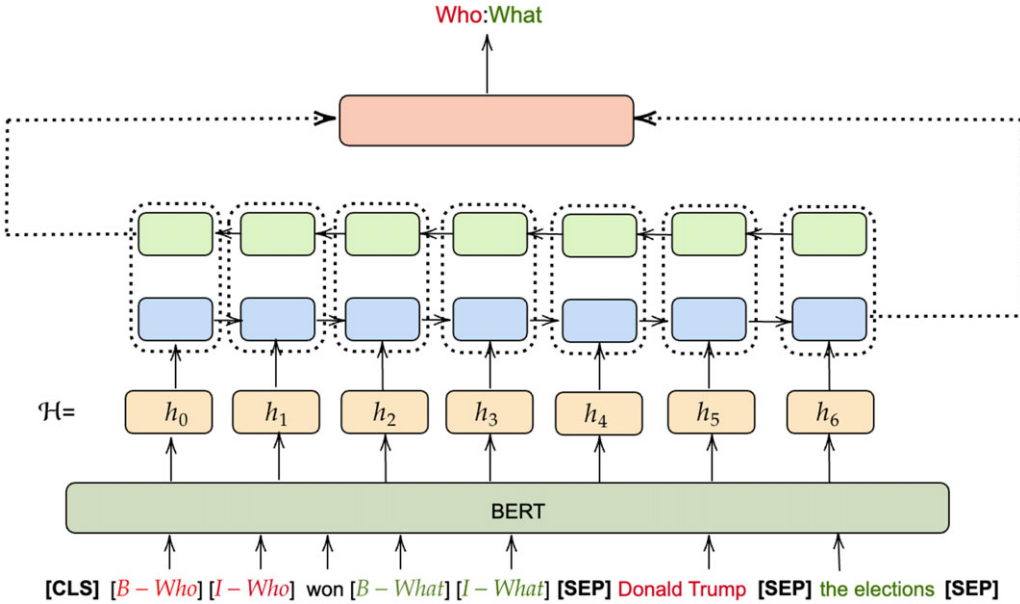 Who:What
ℋ= h₀ h₁ h₂ h₃ h₄ h₅ h₆
BERT
[CLS] [B − Who] [I − Who] won [B − What] [I − What] [SEP] Donald Trump [SEP] the elections [SEP]